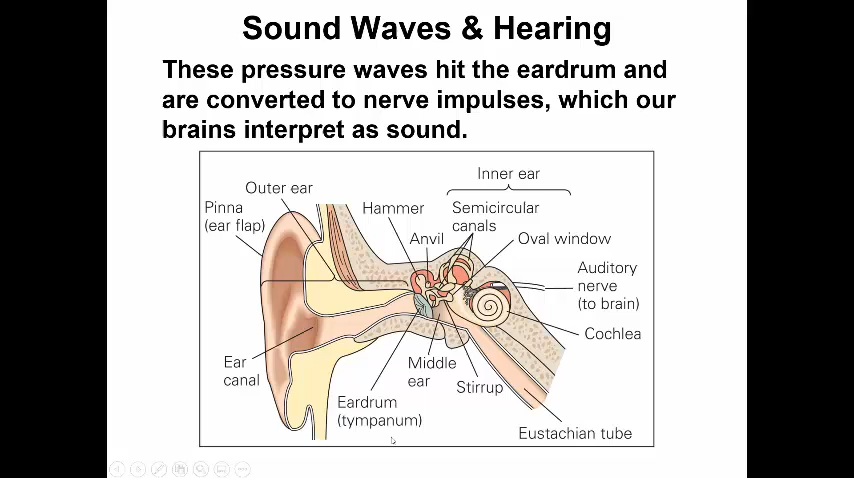 Sound Waves & Hearing
These pressure waves hit the eardrum and
are converted to nerve impulses, which our
brains interpret as sound.
Inner ear
Outer ear
Pinna
(ear flap)
Hammer
Semicircular
canals
Anvil
Oval window
Auditory
nerve
(to brain)
Cochlea
Ear
canal
Middle
ear
Stirrup
Eardrum
(tympanum)
Eustachian tube